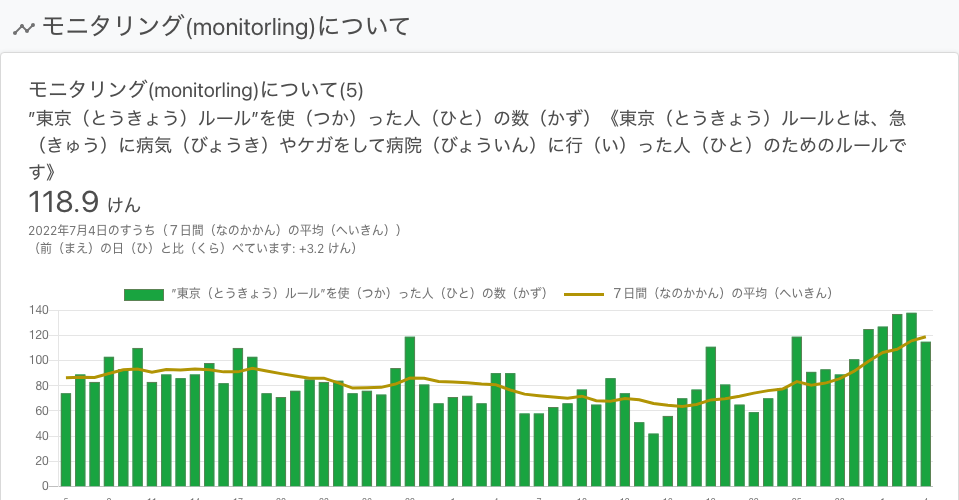 モニタリング(monitorling)について
モニタリング(monitorling)について(5)
”東京（とうきょう）ルール”を使（つか）った人（ひと）の数（かず）《東京（とうきょう）ルールとは、急
（きゅう）に病気（びょうき）やケガをして病院（びょういん）に行（い）った人（ひと）のためのルールで
す》
118.9 けん
2022年7月4日のすうち（７日間（なのかかん）の平均（へいきん））
（前（まえ）の日（ひ）と比（くら）べています: +3.2 けん）
”東京（とうきょう）ルール”を使（つか）った人（ひと）の数（かず） ７日間（なのかかん）の平均（へいきん）
140
120
100
80
60
40
20
0